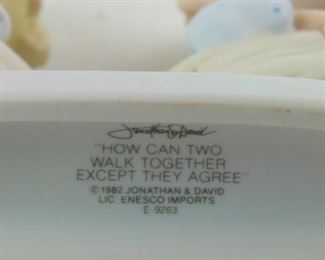 Jonathan & David
"HOW CAN TWO
WALK TOGETHER
EXCEPT THEY AGREE"
© 1982 JONATHAN & DAVID
LIC. ENESCO IMPORTS
E-9263